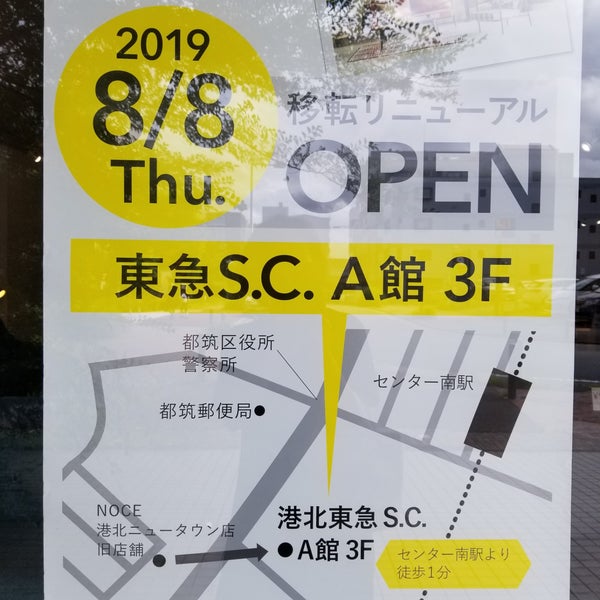 2019
8/8
Thu.
移転リニューアル
OPEN
東急S.C. A館 3F
都筑区役所
警察所
センター南駅
都筑郵便局●
NOCE
港北ニュータウン店
旧店舗
港北東急 S.C.
●A館 3F
センター南駅より
徒歩1分